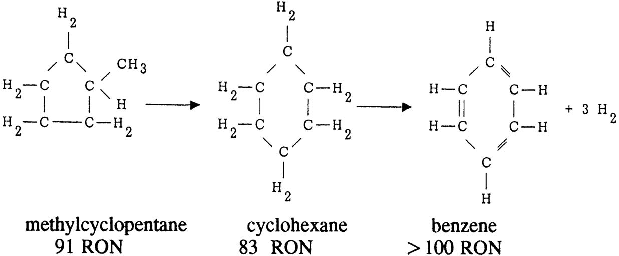 H2 H2 H
C CH3 C C
H2—C C H2—C C—H2 H—C C—H
H
H2—C—C—H2 H2—C C—H2 H—C C—H + 3 H2
C C
H2 H
methylcyclopentane cyclohexane benzene
91 RON 83 RON >100 RON